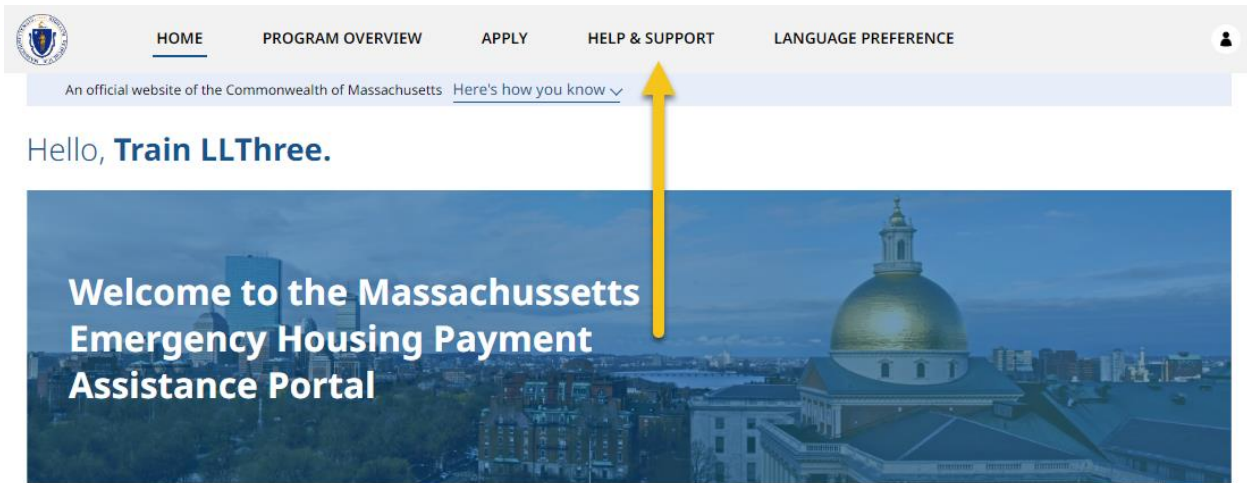 HOME PROGRAM OVERVIEW APPLY HELP & SUPPORT LANGUAGE PREFERENCE
An official website of the Commonwealth of Massachusetts Here's how you know
Hello, Train LLThree.
Welcome to the Massachussetts
Emergency Housing Payment
Assistance Portal